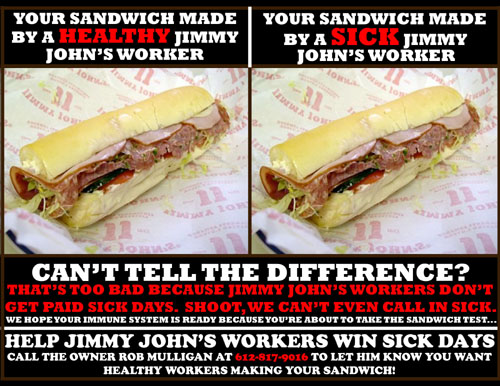 YOUR SANDWICH MADE
BY A HEALTHY JIMMY
JOHN'S WORKER
YOUR SANDWICH MADE
BY A SICK JIMMY
JOHN'S WORKER
CAN'T TELL THE DIFFERENCE?
THAT'S TOO BAD BECAUSE JIMMY JOHN'S WORKERS DON'T
GET PAID SICK DAYS. SHOOT, WE CAN'T EVEN CALL IN SICK.
WE HOPE YOUR IMMUNE SYSTEM IS READY BECAUSE YOU'RE ABOUT TO TAKE THE SANDWICH TEST...
HELP JIMMY JOHN'S WORKERS WIN SICK DAYS
CALL THE OWNER ROB MULLIGAN AT 612-817-9016 TO LET HIM KNOW YOU WANT
HEALTHY WORKERS MAKING YOUR SANDWICH!